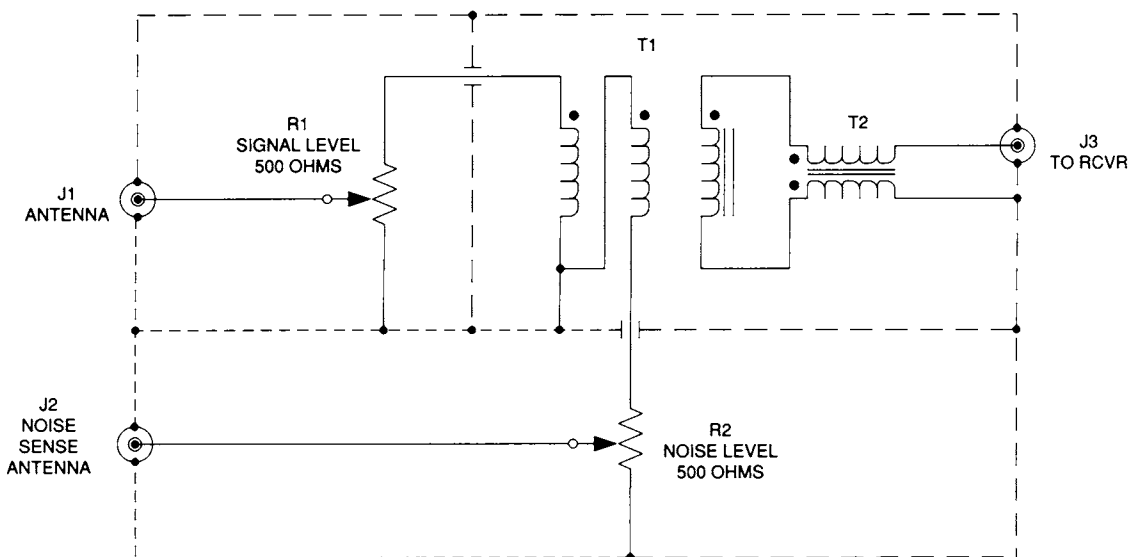 T1
R1
SIGNAL LEVEL
500 OHMS
T2
J3
TO RCVR
J1
ANTENNA
J2
NOISE
SENSE
ANTENNA
R2
NOISE LEVEL
500 OHMS